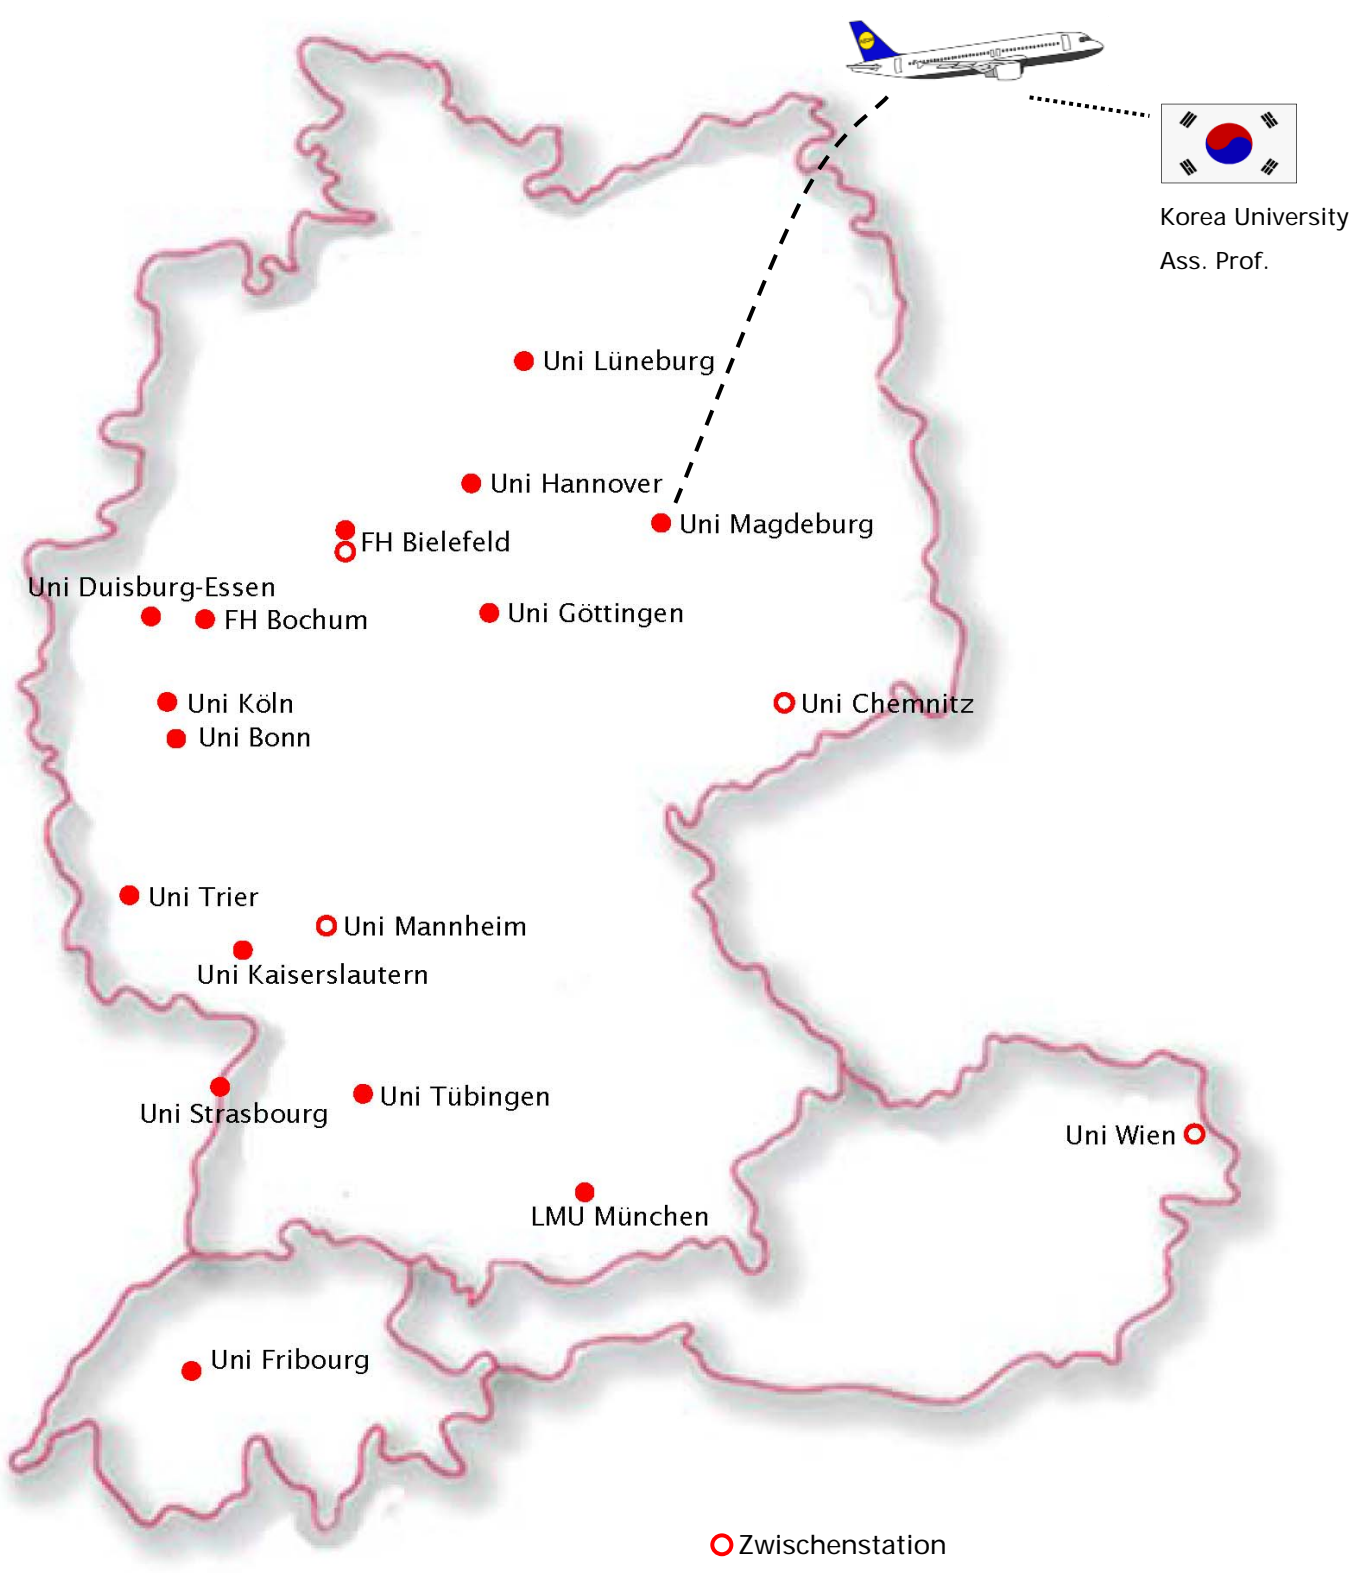 Korea University
Ass. Prof.
Uni Lüneburg
Uni Hannover
Uni Magdeburg
FH Bielefeld
Uni Duisburg-Essen
FH Bochum
Uni Göttingen
Uni Köln
Uni Chemnitz
Uni Bonn
Uni Trier
Uni Mannheim
Uni Kaiserslautern
Uni Tübingen
Uni Strasbourg
Uni Wien
LMU München
Uni Fribourg
Zwischenstation